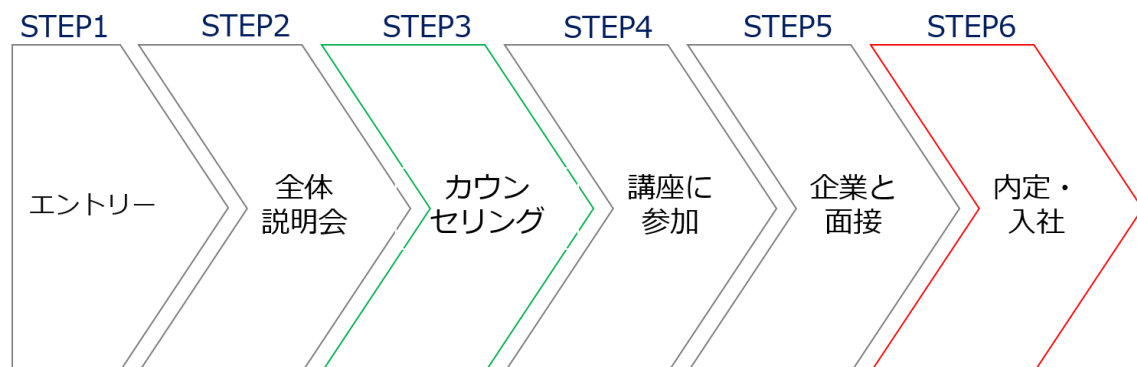 STEP1
エントリー
STEP2
全体
説明会
STEP3
カウン
セリング
STEP4
講座に
参加
STEP5
企業と
面接
STEP6
内定・
入社